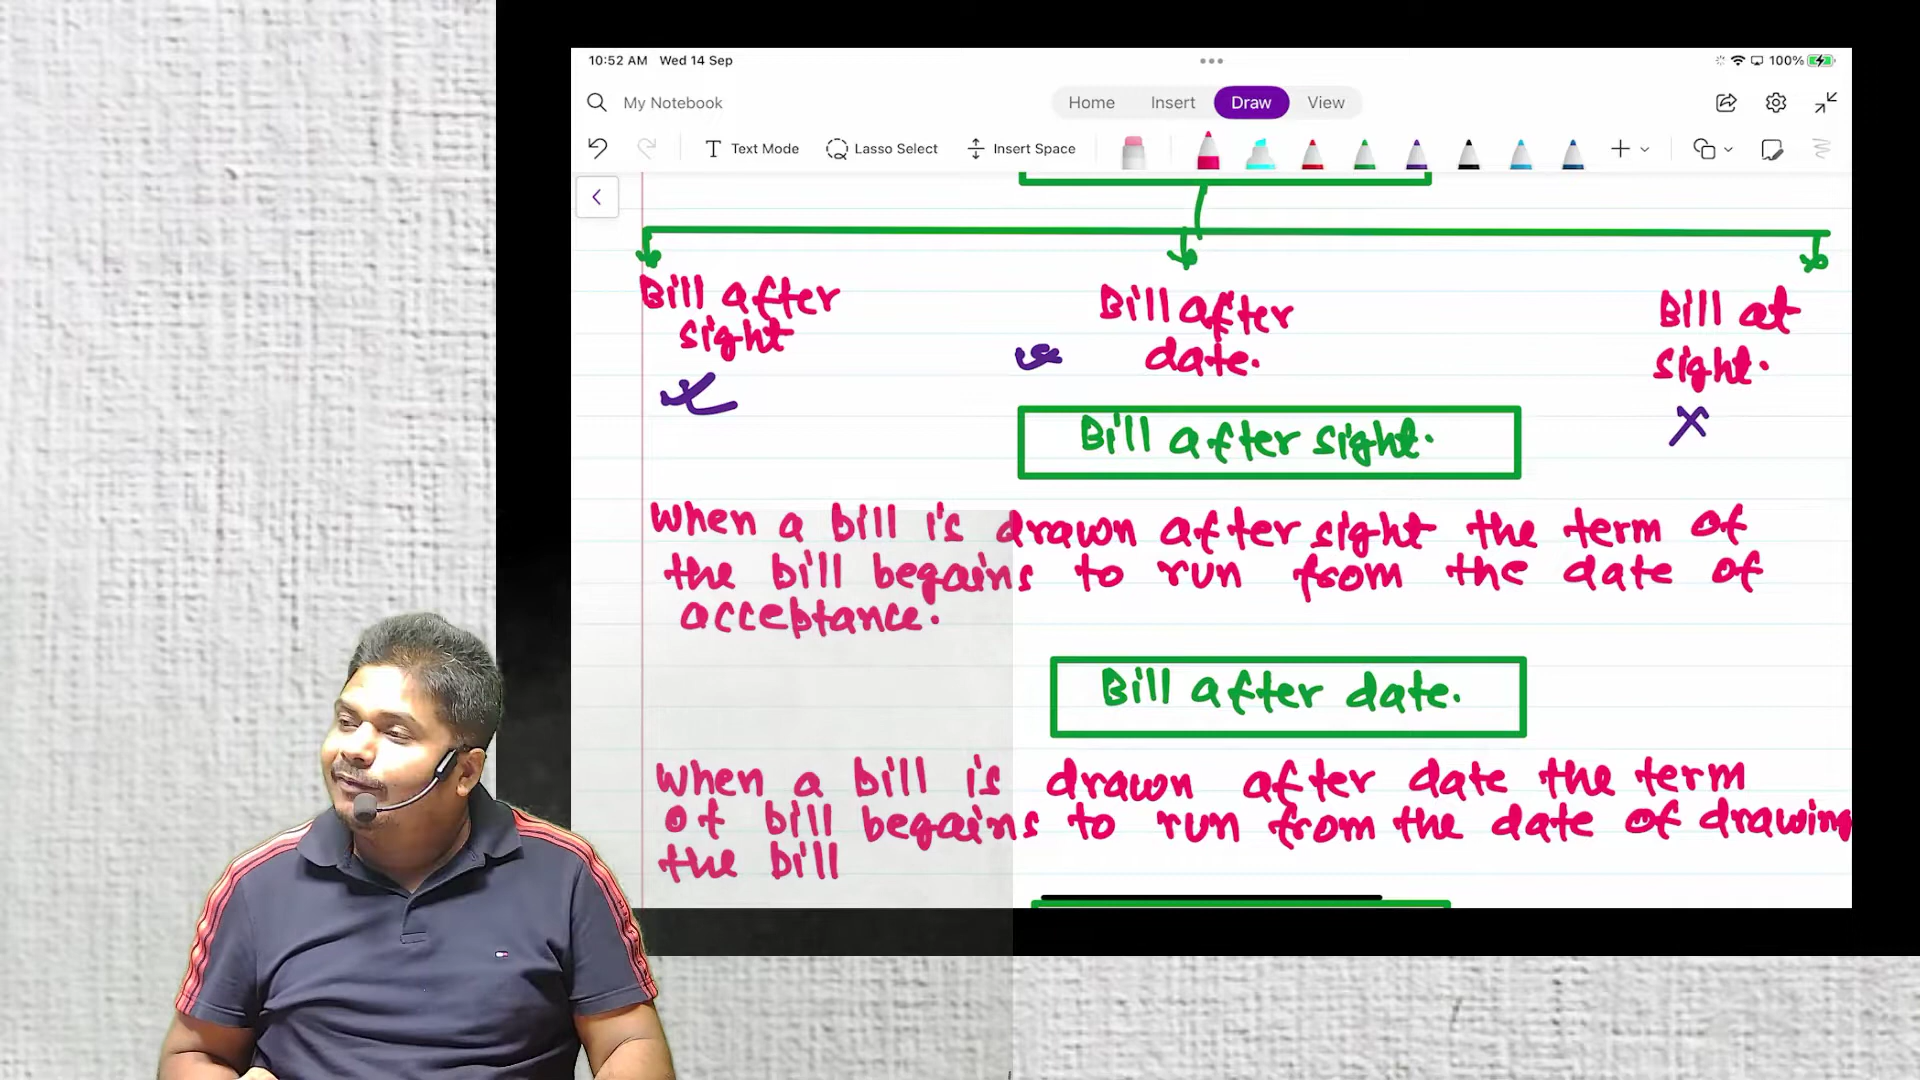 10:52 AM Wed 14 Sep
100%
My Notebook
Home Insert Draw View
Text Mode Lasso Select Insert Space
Bill after
sight
Bill after
date.
Bill at
sight.
Bill after sight.
When a bill is drawn after sight the term of
the bill begains to run from the date of
acceptance.
Bill after date.
When a bill is drawn after date the term
of bill begains to run from the date of drawing
the bill